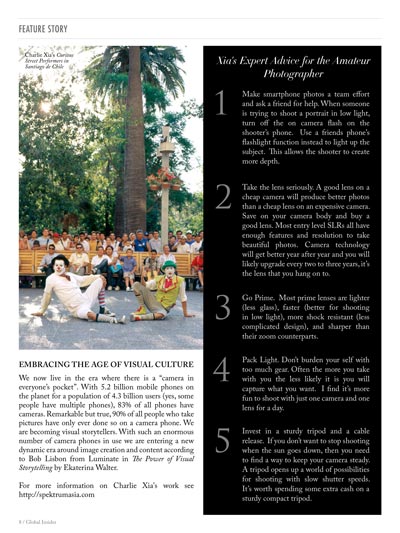 FEATURE STORY
Charlie Xia's Curious
Street Performers in
Santiago de Chile
EMBRACING THE AGE OF VISUAL CULTURE
We now live in the era where there is a "camera in
everyone's pocket". With 5.2 billion mobile phones on
the planet for a population of 4.3 billion users (yes, some
people have multiple phones), 83% of all phones have
cameras. Remarkable but true, 90% of all people who take
pictures have only ever done so on a camera phone. We
are becoming visual storytellers. With such an enormous
number of camera phones in use we are entering a new
dynamic era around image creation and content according
to Bob Lisbon from Luminate in The Power of Visual
Storytelling by Ekaterina Walter.
For more information on Charlie Xia's work see
http://spektrumasia.com
Xia's Expert Advice for the Amateur
Photographer
1
Make smartphone photos a team effort
and ask a friend for help. When someone
is trying to shoot a portrait in low light,
turn off the on camera flash on the
shooter's phone. Use a friends phone's
flashlight function instead to light up the
subject. This allows the shooter to create
more depth.
2
Take the lens seriously. A good lens on a
cheap camera will produce better photos
than a cheap lens on an expensive camera.
Save on your camera body and buy a
good lens. Most entry level SLRs all have
enough features and resolution to take
beautiful photos. Camera technology
will get better year after year and you will
likely upgrade every two to three years, it's
the lens that you hang on to.
3
Go Prime. Most prime lenses are lighter
(less glass), faster (better for shooting
in low light), more shock resistant (less
complicated design), and sharper than
their zoom counterparts.
4
Pack Light. Don't burden your self with
too much gear. Often the more you take
with you the less likely it is you will
capture what you want. I find it's more
fun to shoot with just one camera and one
lens for a day.
5
Invest in a sturdy tripod and a cable
release. If you don't want to stop shooting
when the sun goes down, then you need
to find a way to keep your camera steady.
A tripod opens up a world of possibilities
for shooting with slow shutter speeds.
It's worth spending some extra cash on a
sturdy compact tripod.
8 / Global Insider